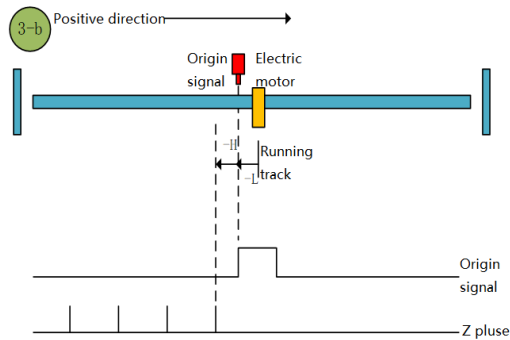 3-b
Positive direction
Origin
signal
Electric
motor
-H
Running
-L
track
Origin
signal
Z pluse